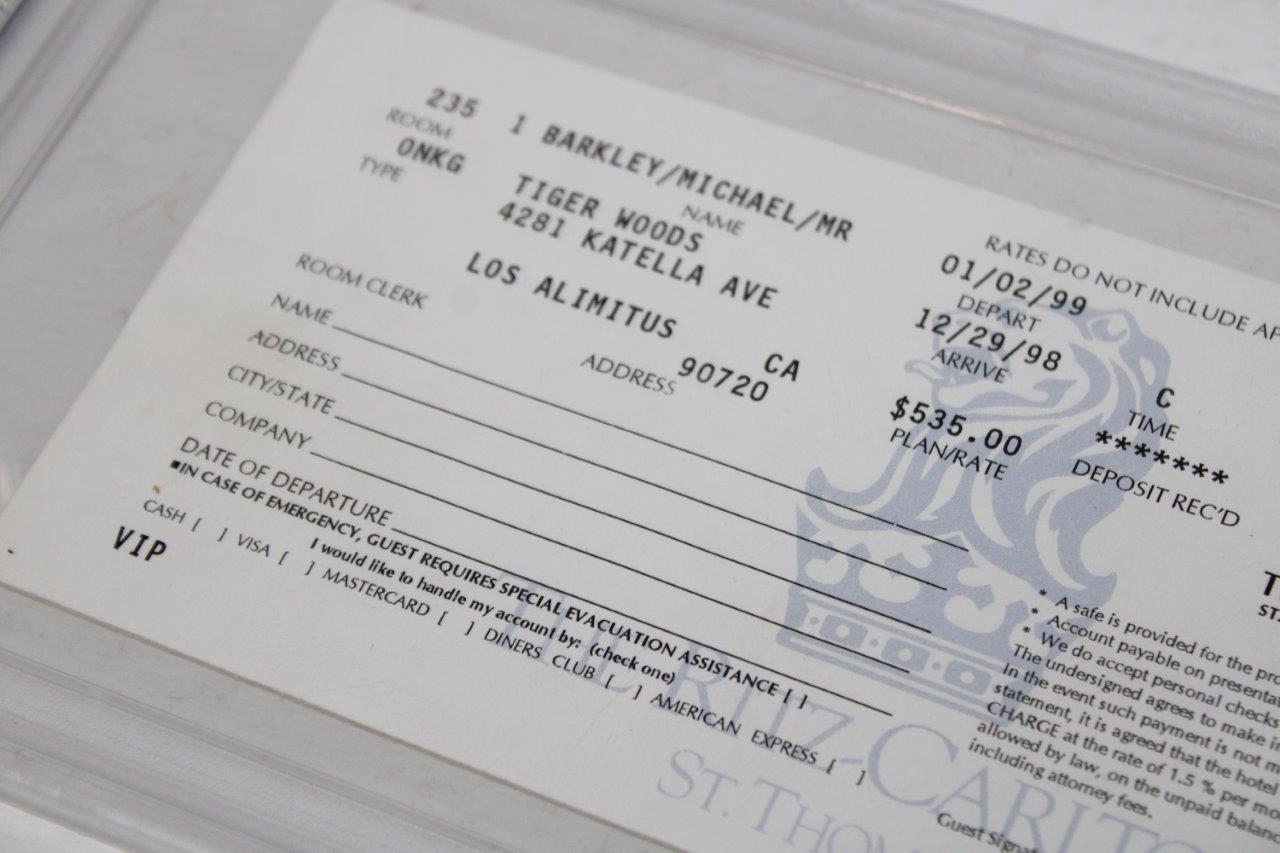 235 1 BARKLEY/MICHAEL/MR
ROOM NAME
ONKG TIGER WOODS
TYPE 4281 KATELLA AVE
LOS ALIMITUS CA
ROOM CLERK ADDRESS 90720
RATES DO NOT INCLUDE
01/02/99
DEPART
12/29/98 C
ARRIVE TIME
$535.00 *******
PLAN/RATE DEPOSIT REC'D
NAME
ADDRESS
CITY/STATE
COMPANY
DATE OF DEPARTURE
■IN CASE OF EMERGENCY, GUEST REQUIRES SPECIAL EVACUATION ASSISTANCE [ ]
I would like to handle my account by: (check one)
CASH [ ] VISA [ ] MASTERCARD [ ] DINERS CLUB [ ] AMERICAN EXPRESS [ ]
VIP
* A safe is provided for the
* Account payable on
* We do accept personal checks
The undersigned agrees to make
In the event such payment is not
statement, it is agreed that the hotel
CHARGE at the rate of 1.5 % per
allowed by law, on the unpaid
including attorney fees.
Guest
THE RITZ-CARLTO
ST. THOM